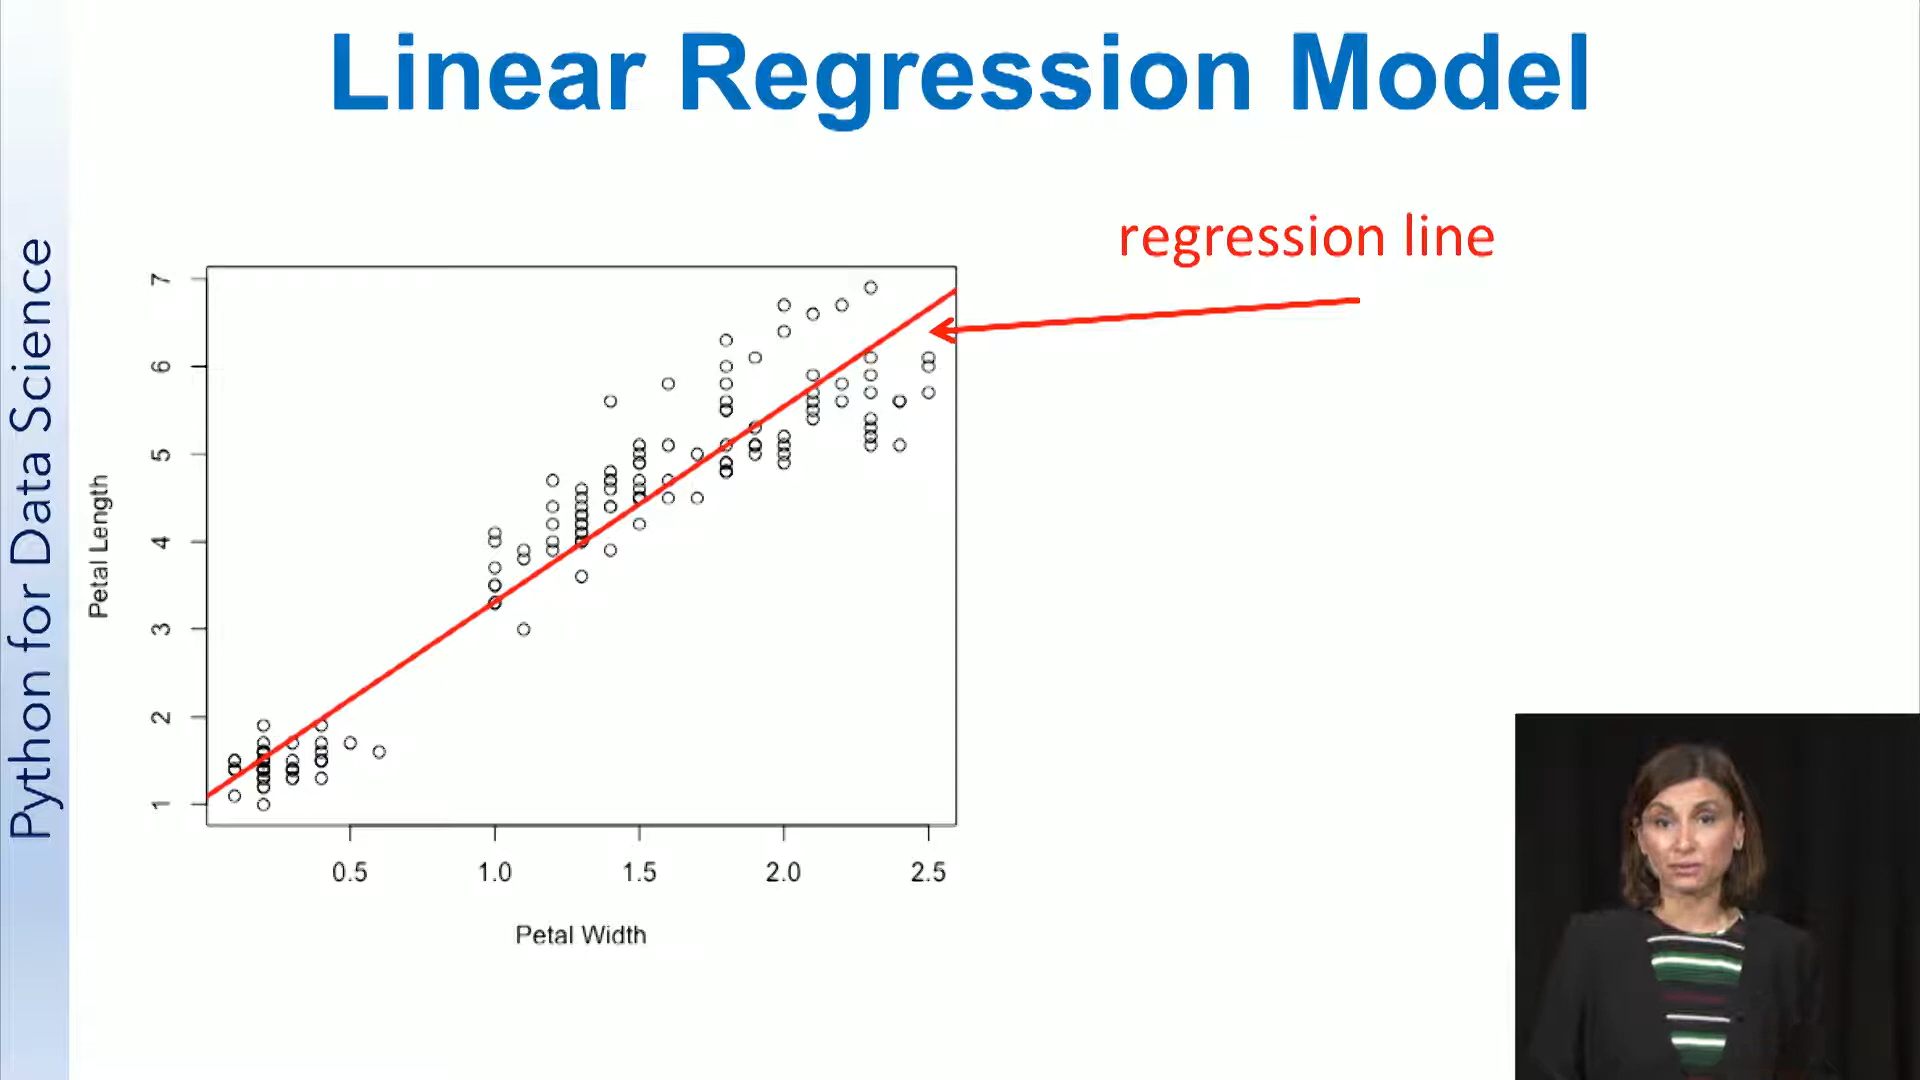 Linear Regression Model
Python for Data Science
regression line
Petal Length
7
6
5
4
3
2
1
0.5 1.0 1.5 2.0 2.5
Petal Width